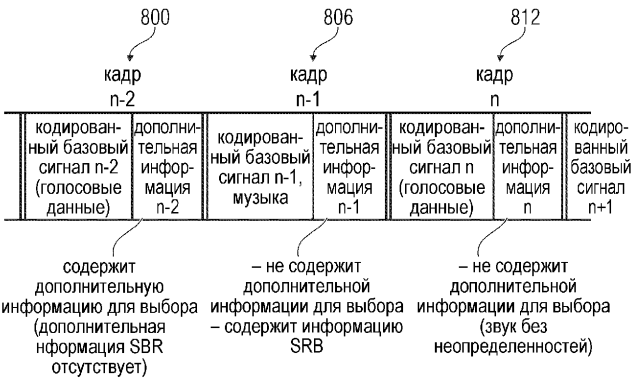 800
806
812
кадр
n-2
кадр
n-1
кадр
n
кодирован-
ный базовый
сигнал n-2
(голосовые
данные)
дополни-
тельная
инфор-
мация
n-2
кодирован-
ный базовый
сигнал n-1,
музыка
дополни-
тельная
инфор-
мация
n-1
кодирован-
ный базовый
сигнал n
(голосовые
данные)
дополни-
тельная
инфор-
мация
n
кодиро-
ванный
базовый
сигнал
n+1
содержит
дополнительную
информацию для выбора
(дополнительная
нформация SBR
отсутствует)
– не содержит
дополнительной
информации для выбора
– содержит информацию
SRB
– не содержит
дополнительной
информации для выбора
(звук без
неопределенностей)